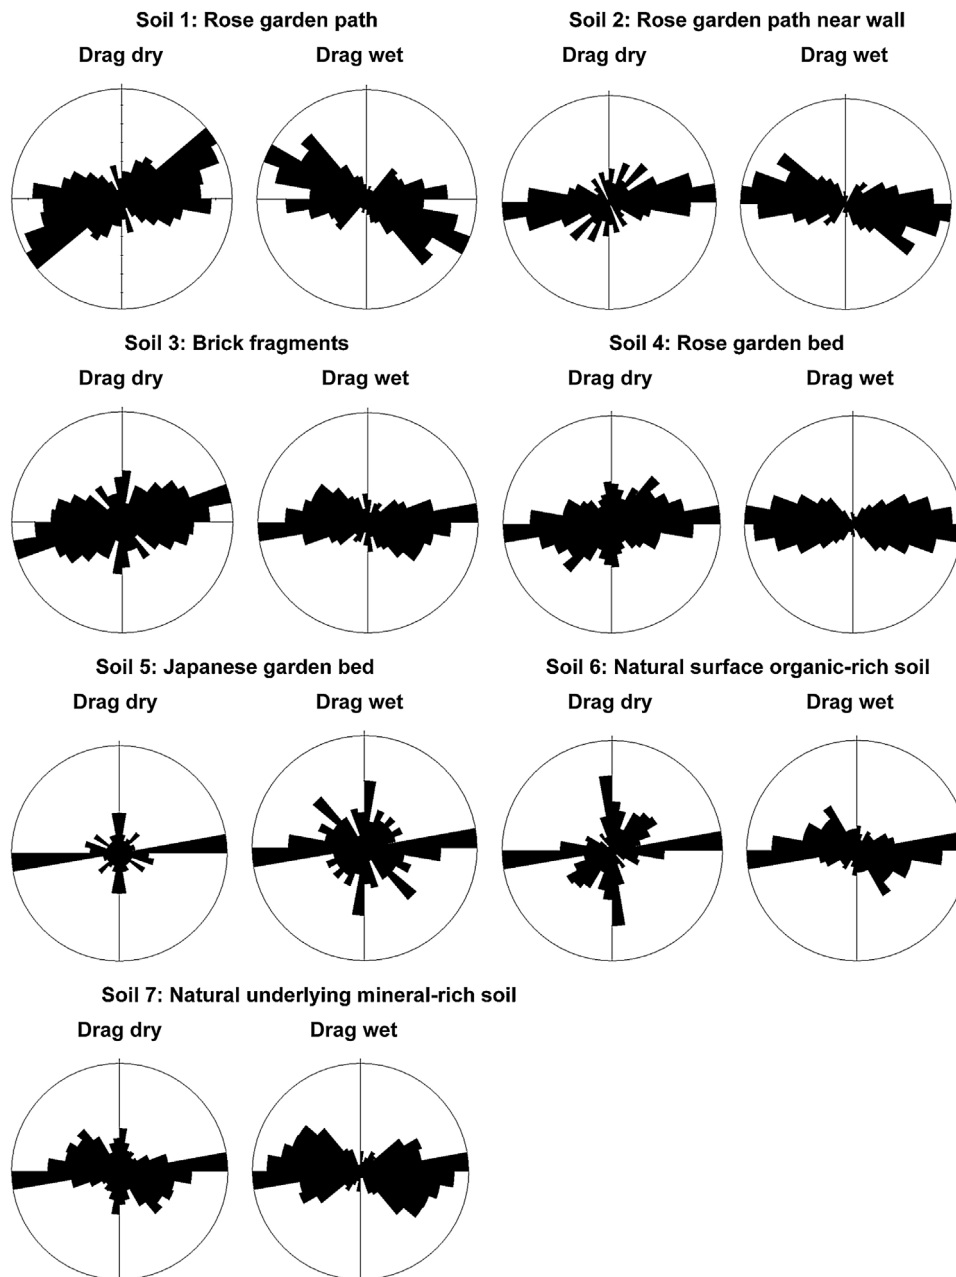 Soil 1: Rose garden path
Drag dry
Drag wet
Soil 2: Rose garden path near wall
Drag dry
Drag wet
Soil 3: Brick fragments
Drag dry
Drag wet
Soil 4: Rose garden bed
Drag dry
Drag wet
Soil 5: Japanese garden bed
Drag dry
Drag wet
Soil 6: Natural surface organic-rich soil
Drag dry
Drag wet
Soil 7: Natural underlying mineral-rich soil
Drag dry
Drag wet